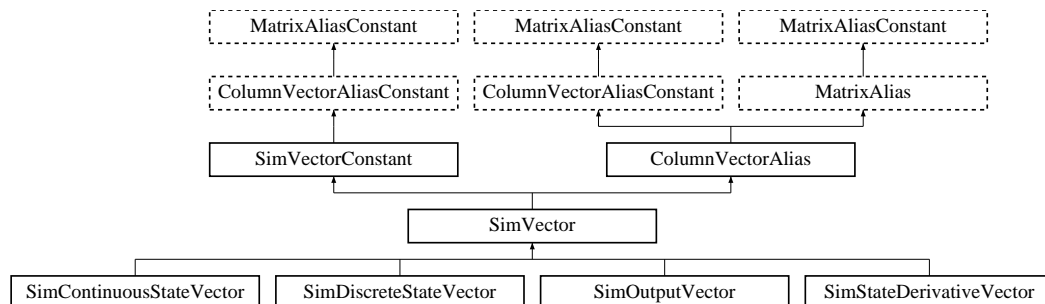 MatrixAliasConstant MatrixAliasConstant MatrixAliasConstant
ColumnVectorAliasConstant ColumnVectorAliasConstant MatrixAlias
SimVectorConstant ColumnVectorAlias
SimVector
SimContinuousStateVector SimDiscreteStateVector SimOutputVector SimStateDerivativeVector